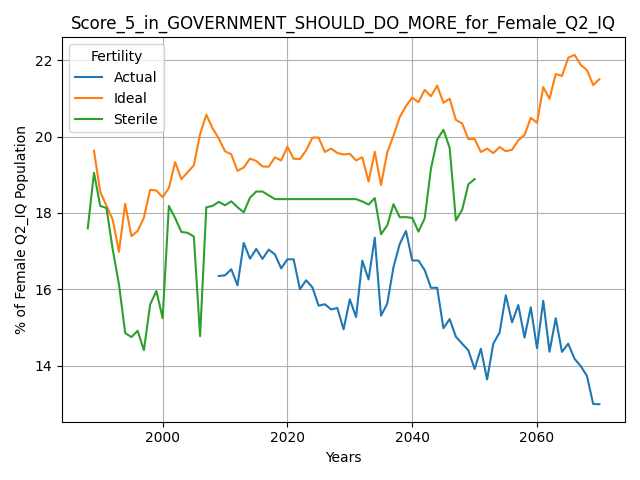 Score_5_in_GOVERNMENT_SHOULD_DO_MORE_for_Female_Q2_IQ
Fertility
Actual
Ideal
Sterile
% of Female Q2_IQ Population
22
20
18
16
14
2000
2020
2040
2060
Years